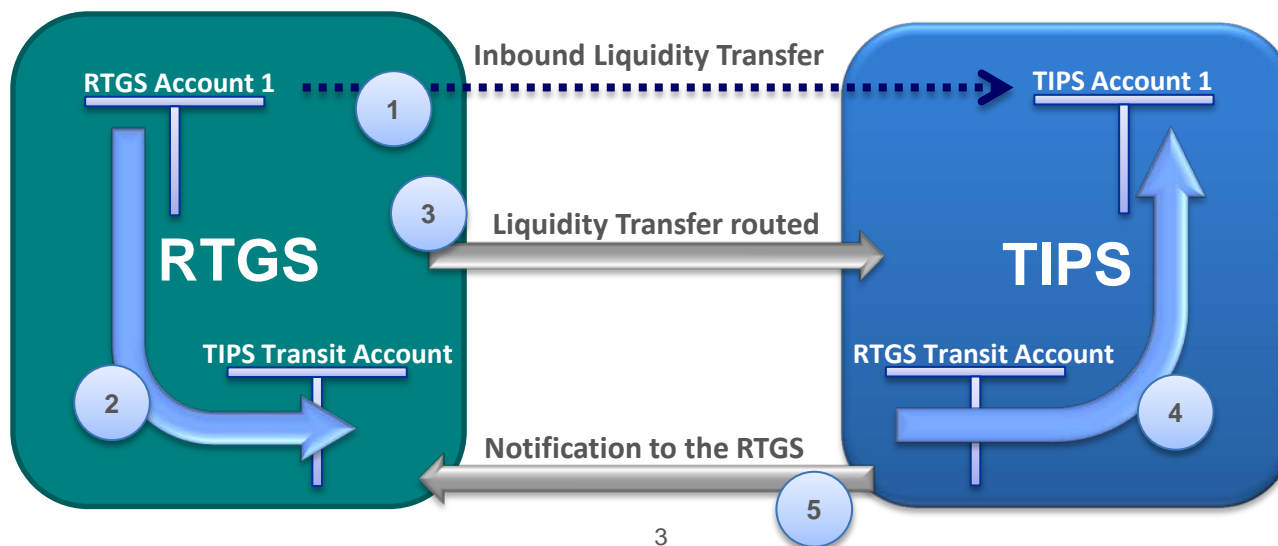 Inbound Liquidity Transfer
RTGS Account 1
TIPS Account 1
1
3
Liquidity Transfer routed
RTGS
TIPS
TIPS Transit Account
RTGS Transit Account
2
4
Notification to the RTGS
5
3